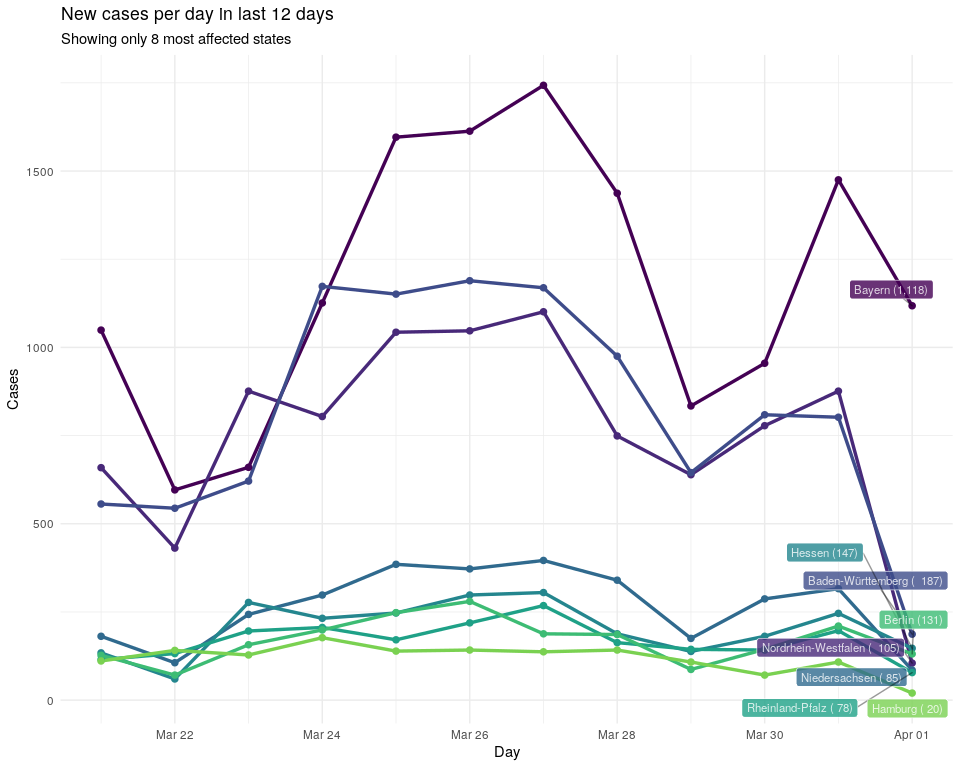 New cases per day in last 12 days
Showing only 8 most affected states
1500
1000
500
0
Cases
Bayern (1,118)
Hessen (147)
Baden-Württemberg (  187)
Berlin (131)
Nordrhein-Westfalen (  105)
Niedersachsen ( 85)
Rheinland-Pfalz ( 78)
Hamburg ( 20)
Mar 22
Mar 24
Mar 26
Mar 28
Mar 30
Apr 01
Day